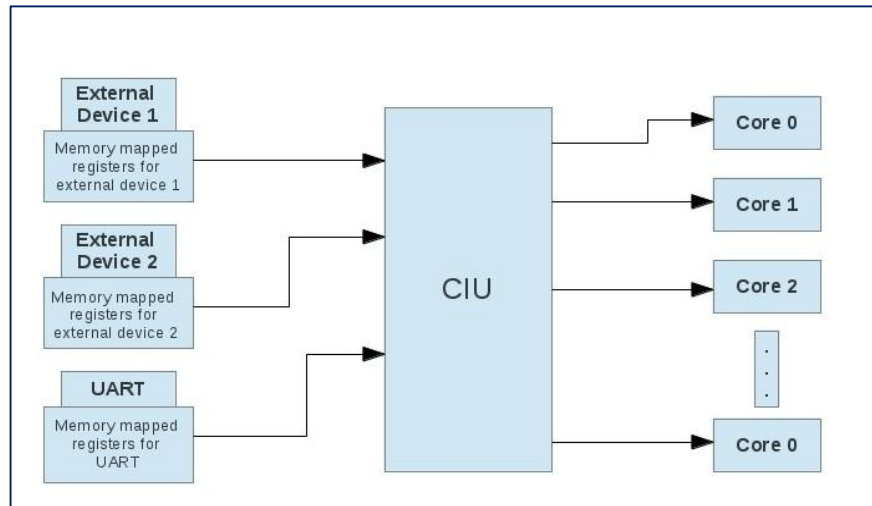 External
Device 1
Memory mapped
registers for
external device 1
External
Device 2
Memory mapped
registers for
external device 2
UART
Memory mapped
registers for
UART
CIU
Core 0
Core 1
Core 2
.
.
.
Core 0